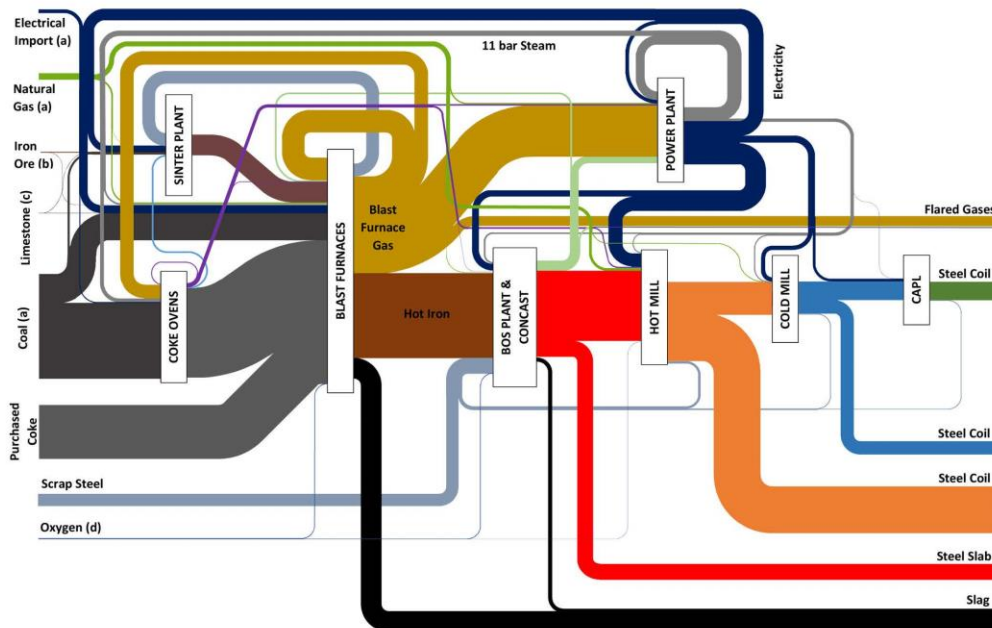 Electrical
Import (a)
Natural
Gas (a)
Iron
Ore (b)
Limestone (c)
Coal (a)
Purchased
Coke
Scrap Steel
Oxygen (d)
SINTER PLANT
COKE OVENS
BLAST FURNACES
Blast
Furnace
Gas
Hot Iron
11 bar Steam
BOS PLANT &
CONCAST
HOT MILL
POWER PLANT
Electricity
COLD MILL
CAPL
Flared Gases
Steel Coil
Steel Coil
Steel Coil
Steel Slab
Slag